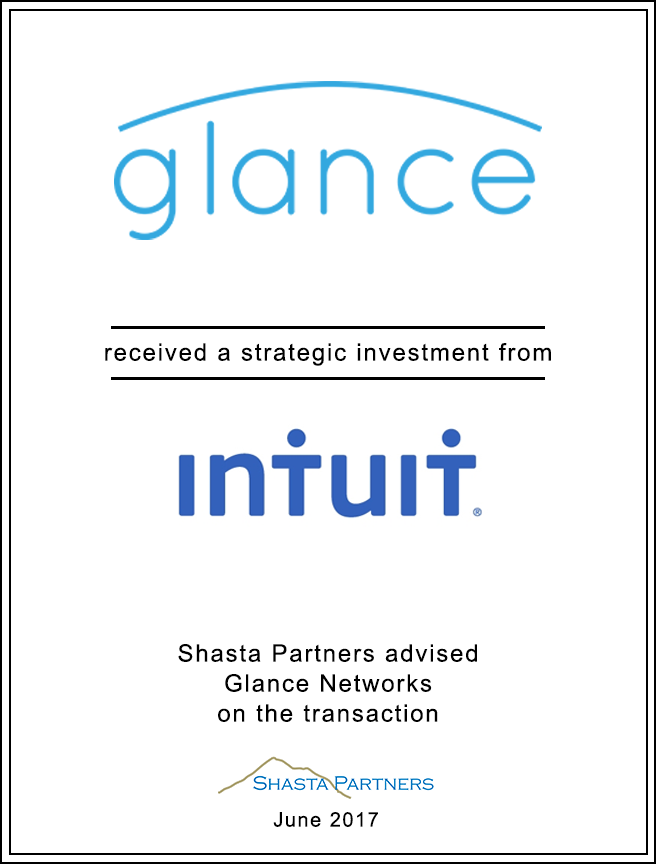 glance
received a strategic investment from
intuit®
Shasta Partners advised
Glance Networks
on the transaction
SHASTA PARTNERS
June 2017